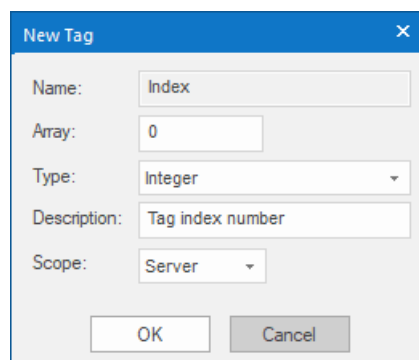 New Tag
Name: Index
Array: 0
Type: Integer
Description: Tag index number
Scope: Server
OK Cancel